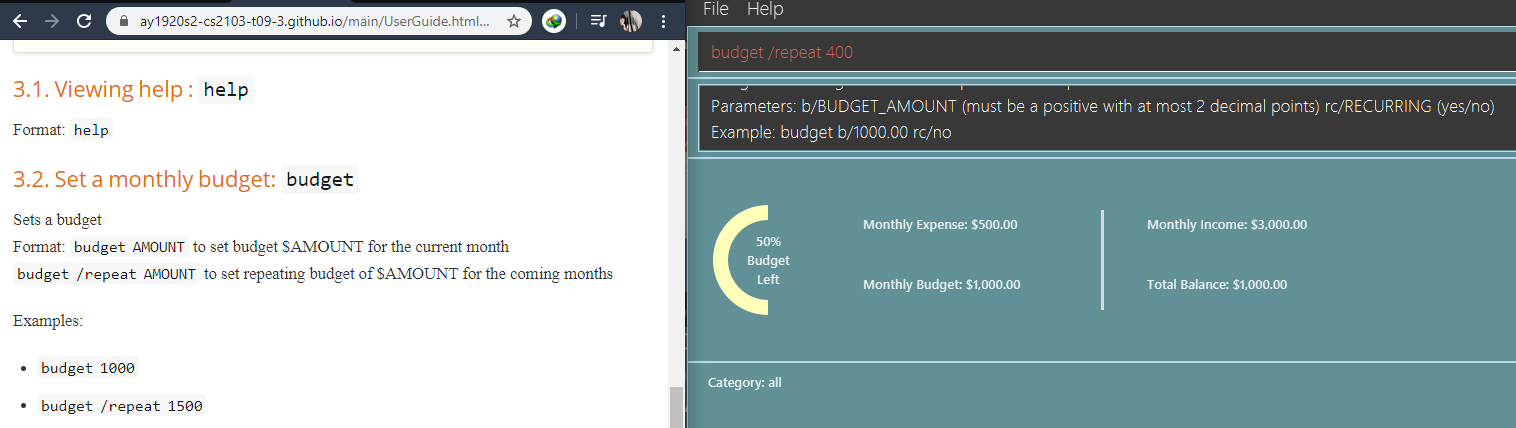 ay1920s2-cs2103-t09-3.github.io/main/UserGuide.html...
3.1. Viewing help : help
Format: help
3.2. Set a monthly budget: budget
Sets a budget
Format: budget AMOUNT to set budget $AMOUNT for the current month
budget /repeat AMOUNT to set repeating budget of $AMOUNT for the coming months
Examples:
• budget 1000
• budget /repeat 1500
File Help
budget /repeat 400
Parameters: b/BUDGET_AMOUNT (must be a positive with at most 2 decimal points) rc/RECURRING (yes/no)
Example: budget b/1000.00 rc/no
50%
Budget
Left
Monthly Expense: $500.00
Monthly Budget: $1,000.00
Monthly Income: $3,000.00
Total Balance: $1,000.00
Category: all